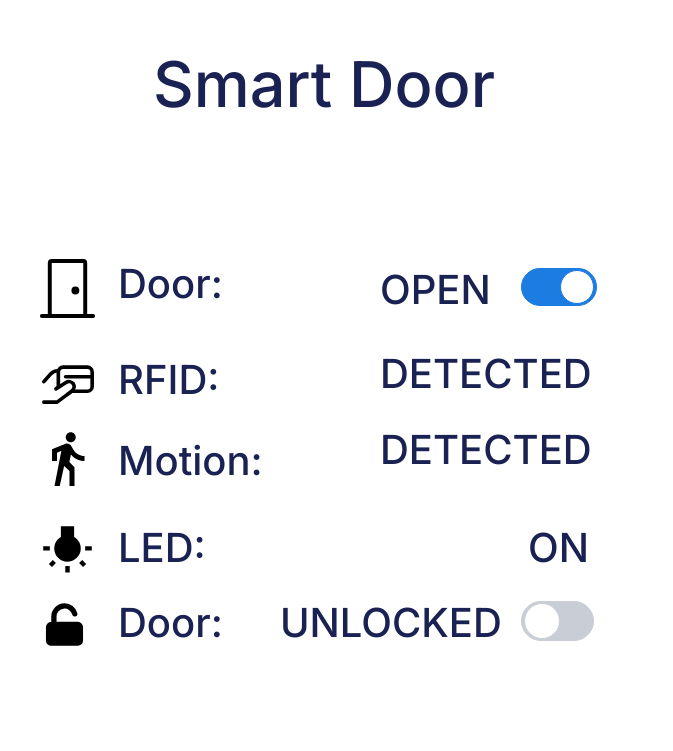 Smart Door
Door: OPEN
RFID: DETECTED
Motion: DETECTED
LED: ON
Door: UNLOCKED